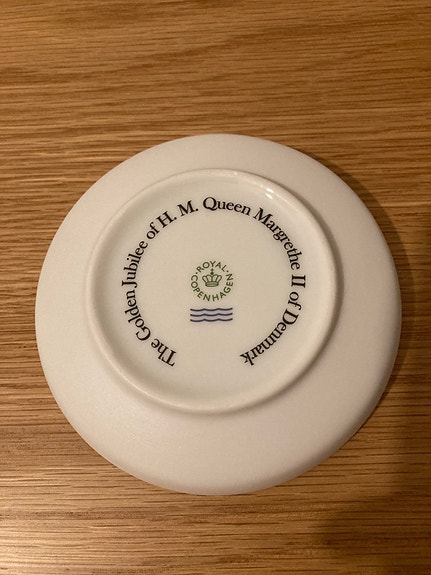 The Golden Jubilee of H. M. Queen Margrethe II of Denmark
ROYAL
COPENHAGEN